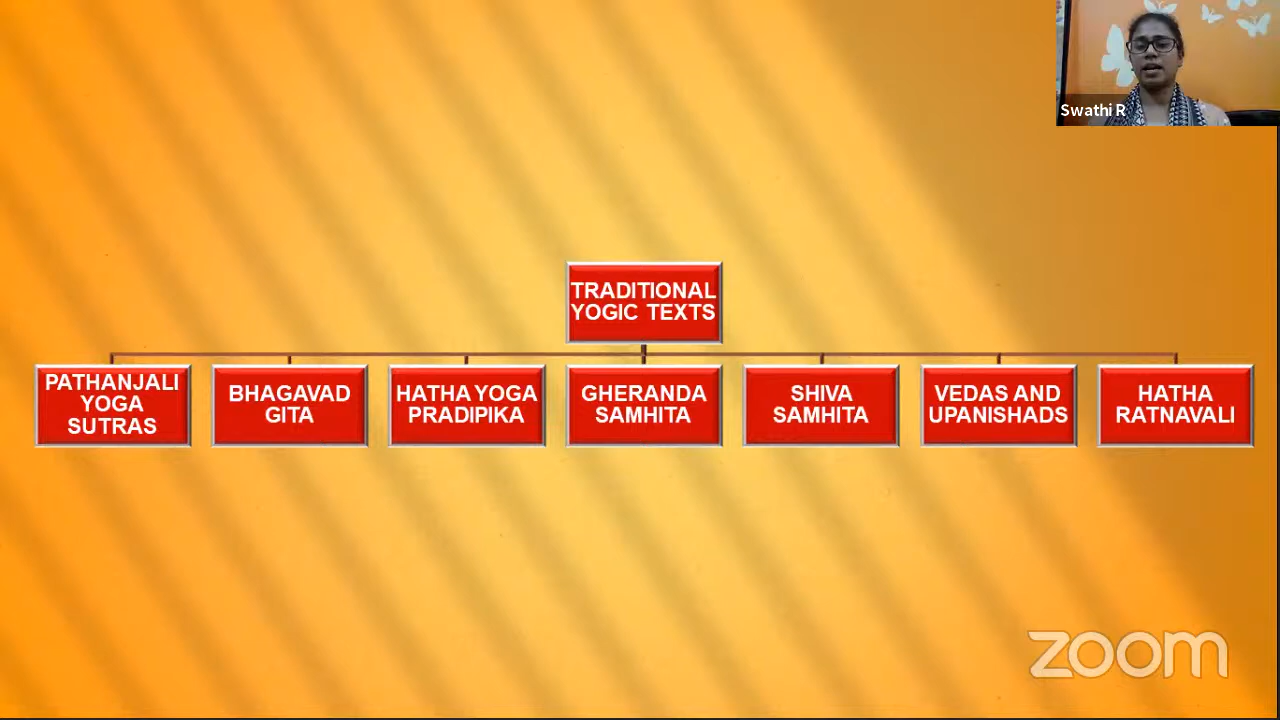 Swathi R
TRADITIONAL
YOGIC TEXTS
PATHANJALI
YOGA
SUTRAS
BHAGAVAD
GITA
HATHA YOGA
PRADIPIKA
GHERANDA
SAMHITA
SHIVA
SAMHITA
VEDAS AND
UPANISHADS
HATHA
RATNAVALI
zoom